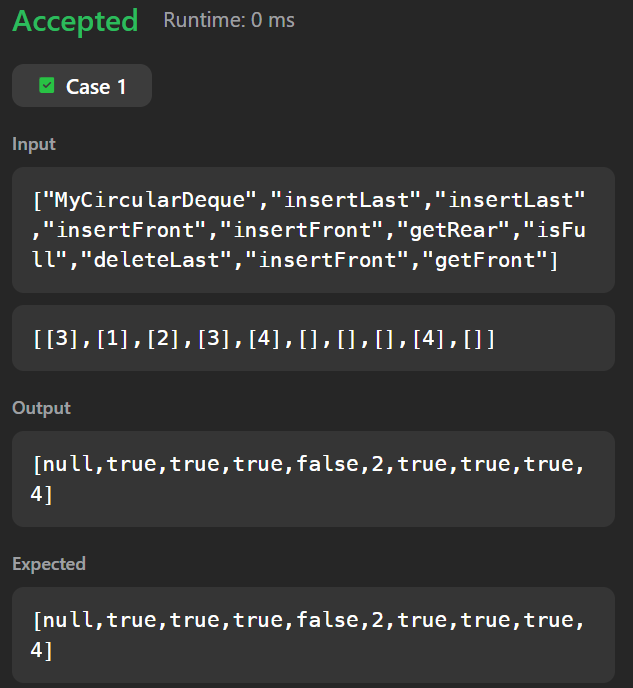 Accepted Runtime: 0 ms
Case 1
Input
["MyCircularDeque","insertLast","insertLast"
,"insertFront","insertFront","getRear","isFu
ll","deleteLast","insertFront","getFront"]
[[3],[1],[2],[3],[4],[],[],[],[4],[]]
Output
[null,true,true,true,false,2,true,true,true,
4]
Expected
[null,true,true,true,false,2,true,true,true,
4]